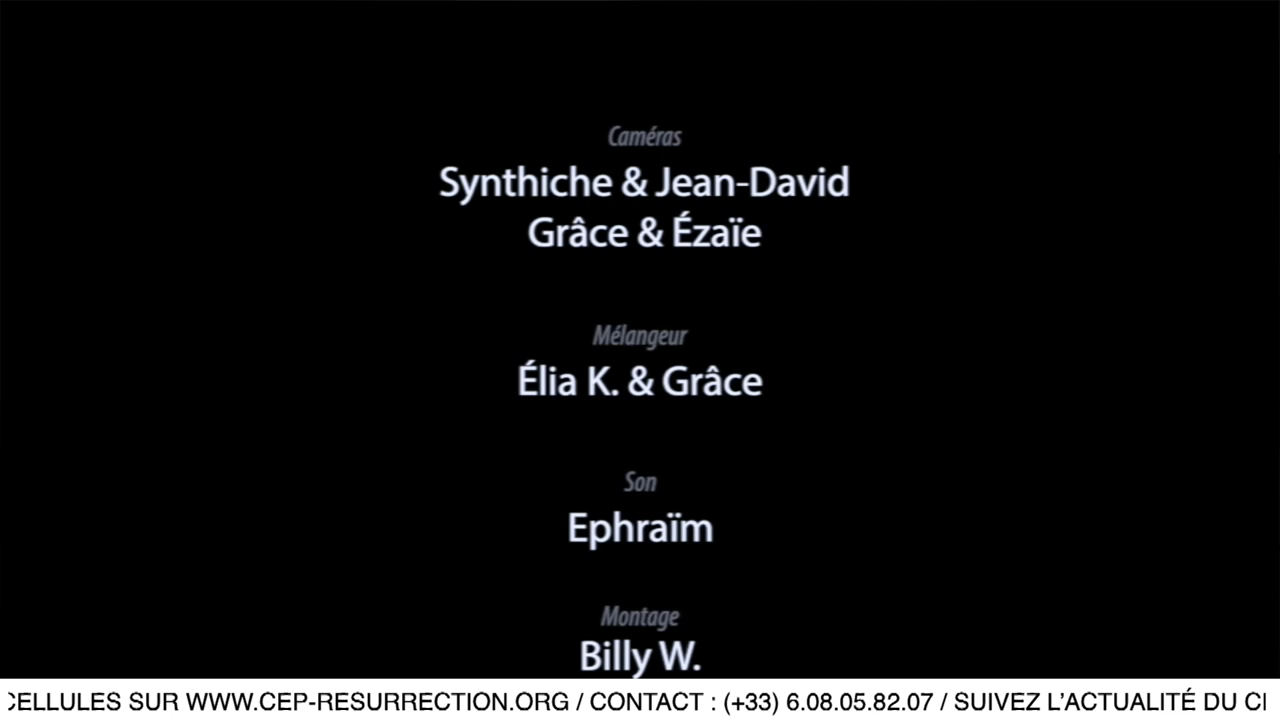 Caméras
Synthiche & Jean-David
Grâce & Ézaïe
Mélangeur
Élia K. & Grâce
Son
Ephraïm
Montage
Billy W.
CELLULES SUR WWW.CEP-RESURRECTION.ORG / CONTACT : (+33) 6.08.05.82.07 / SUIVEZ L’ACTUALITÉ DU